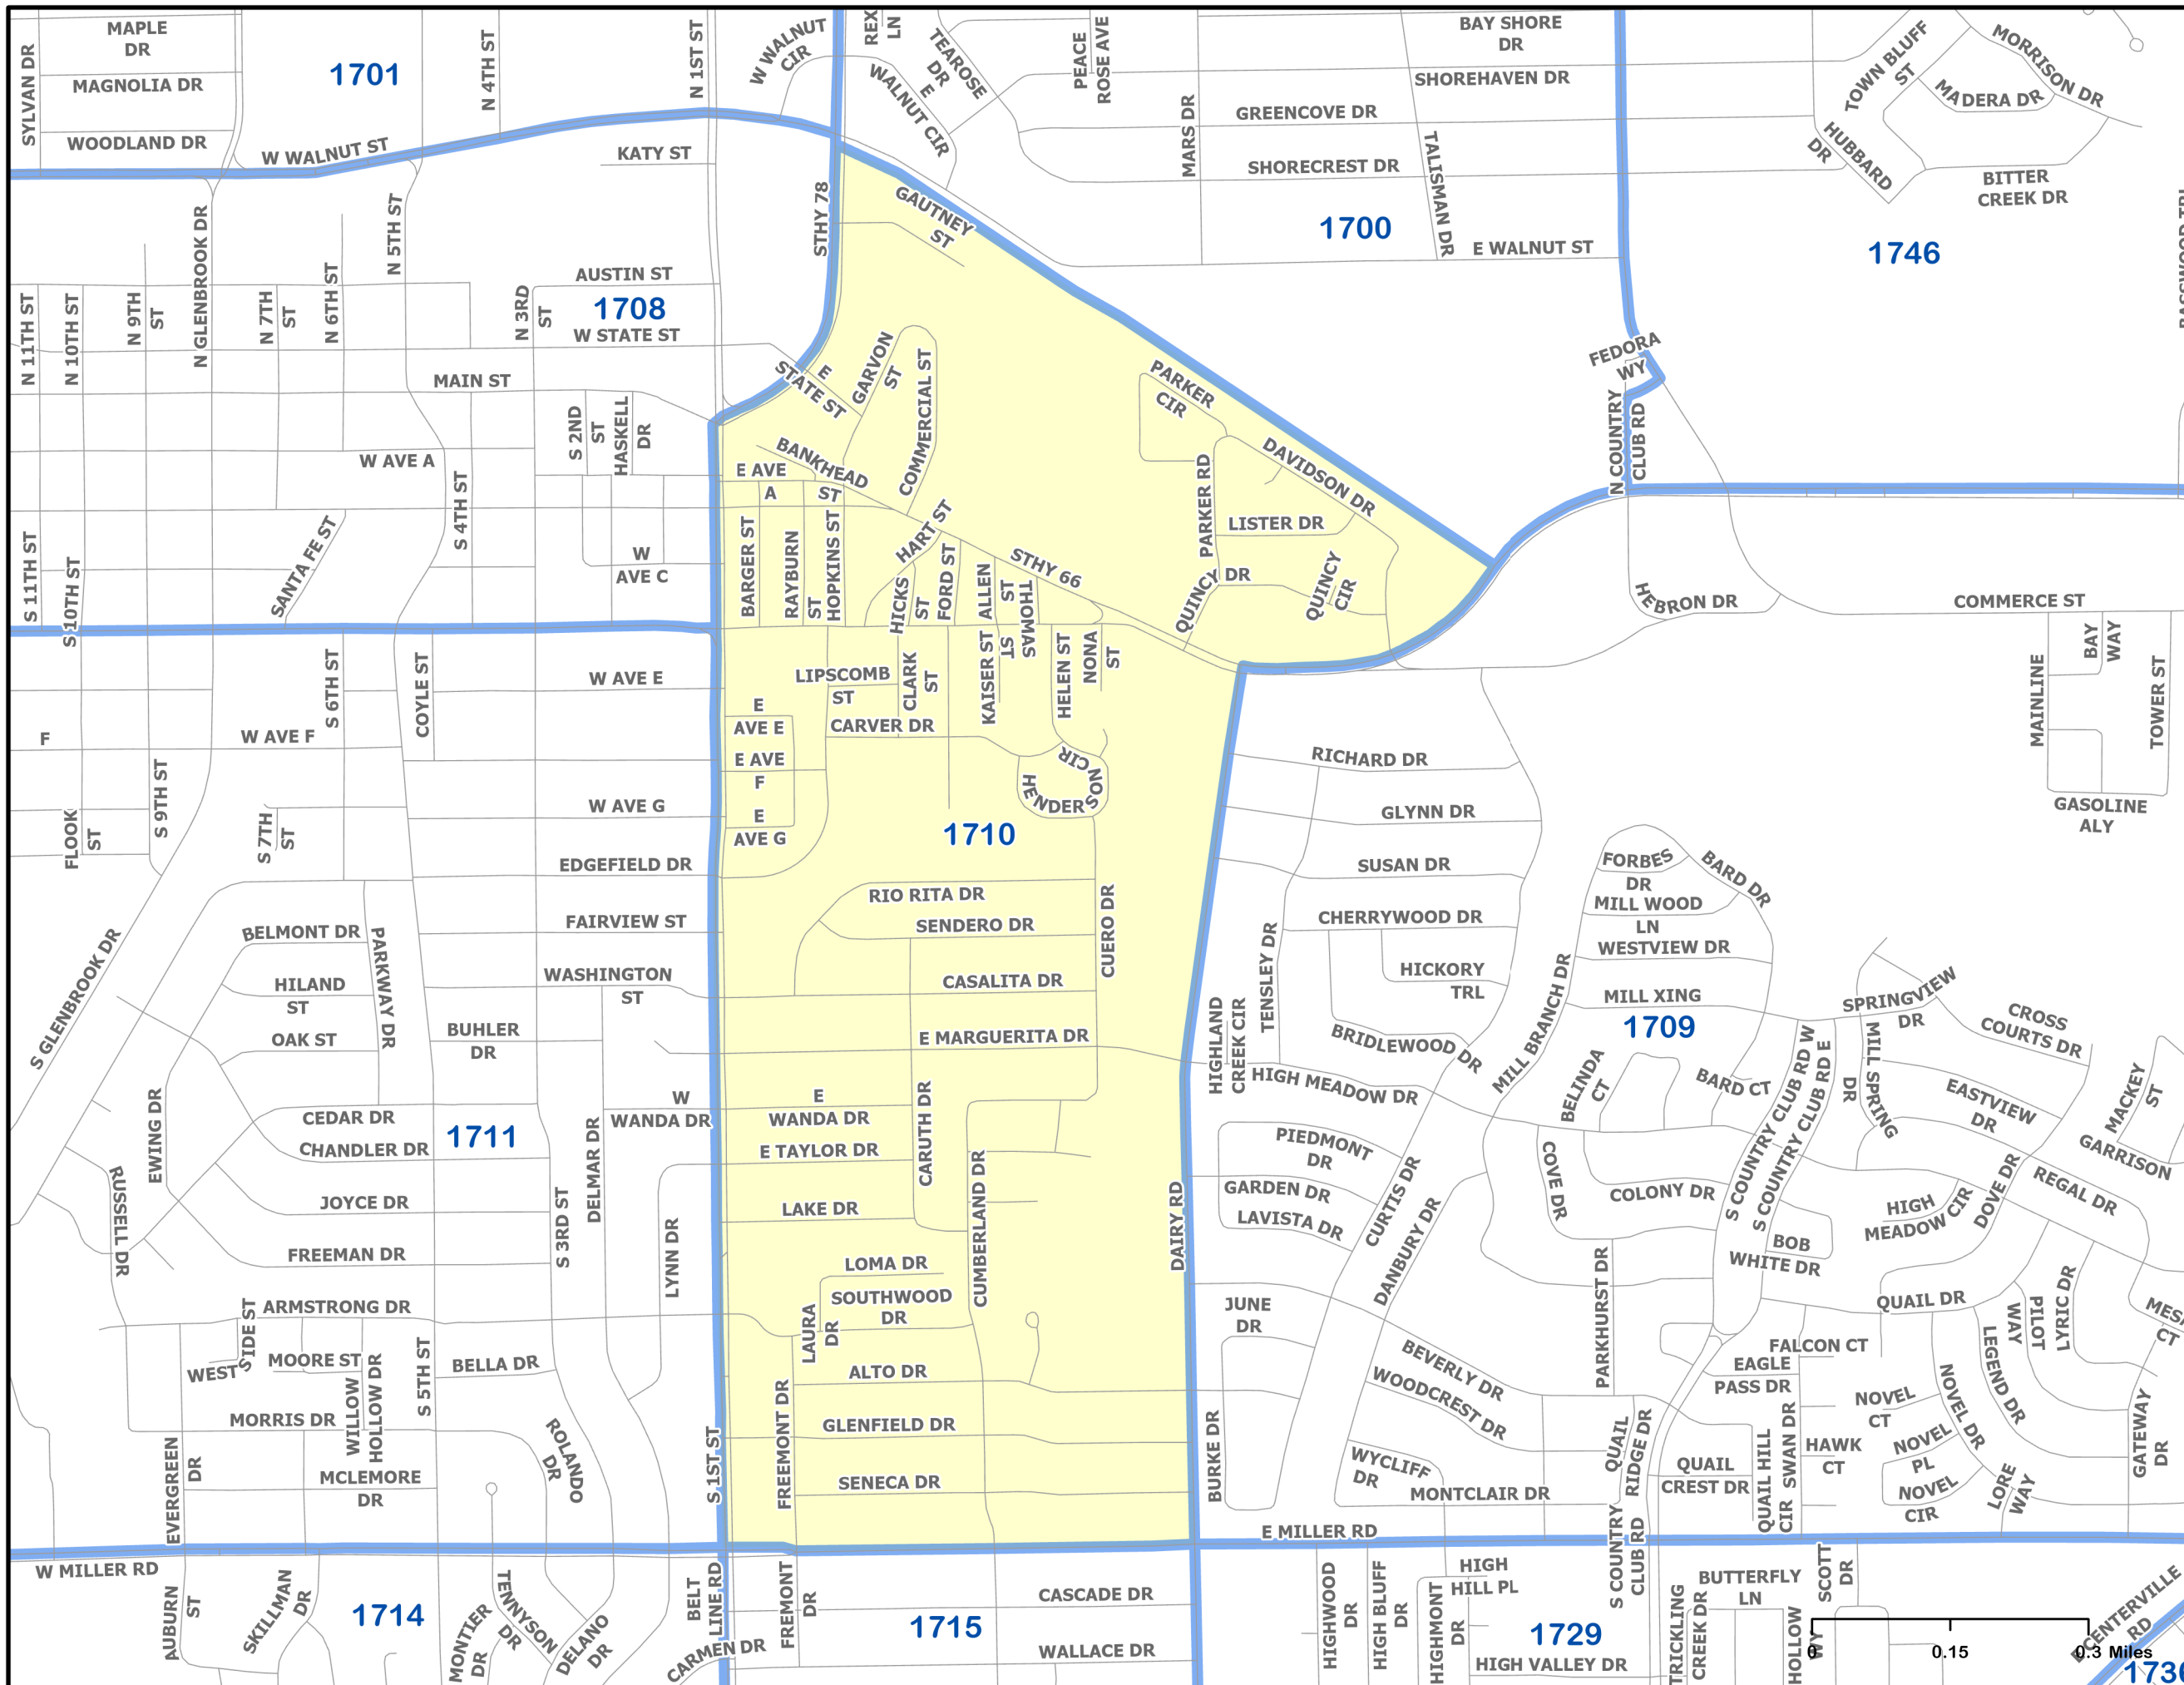 MAPLE
DR
MAGNOLIA DR
WOODLAND DR
SYLVAN DR
1701
N 4TH ST
N 1ST ST
W WALNUT ST
KATY ST
W WALNUT
CIR
REX
LN
TEAROSE
DR
E
WALNUT CIR
PEACE
ROSE AVE
MARS DR
BAY SHORE
DR
SHOREHAVEN DR
GREENCOVE DR
SHORECREST DR
TALISMAN DR
1700
E WALNUT ST
TOWN BLUFF
ST
MORRISON DR
MADERA DR
HUBBARD
DR
BITTER
CREEK DR
1746
STHY 78
GAUTNEY
ST
N GLENBROOK DR
N 5TH ST
AUSTIN ST
1708
W STATE ST
N 11TH ST
N 10TH ST
N 9TH
ST
N 7TH
ST
N 6TH ST
N 3RD
ST
MAIN ST
E
STATE ST
GARVON
ST
COMMERCIAL ST
PARKER
CIR
FEDORA
WY
N COUNTRY
CLUB RD
S 2ND
ST
HASKELL
DR
W AVE A
S 4TH ST
BANKHEAD
ST
E AVE
A
PARKER RD
DAVIDSON DR
LISTER DR
SANTA FE ST
S 11TH ST
S 10TH ST
W
AVE C
BARGER ST
RAYBURN
ST
HOPKINS ST
HART ST
HICKS
ST
FORD ST
ALLEN
ST
THOMAS
ST
STHY 66
QUINCY DR
QUINCY
CIR
HEBRON DR
COMMERCE ST
S 6TH ST
COYLE ST
W AVE E
LIPSCOMB
ST
CLARK
ST
KAISER ST
HELEN ST
NONA
ST
MAINLINE
BAY
WAY
TOWER ST
F
W AVE F
E
AVE E
CARVER DR
E AVE
F
HENDERSON CIR
RICHARD DR
GLYNN DR
GASOLINE
ALY
FLOOK
ST
S 9TH ST
S 7TH
ST
W AVE G
E
AVE G
1710
EDGEFIELD DR
SUSAN DR
FORBES
DR
BARD DR
RIO RITA DR
MILL WOOD
LN
BELMONT DR
PARKWAY DR
FAIRVIEW ST
SENDERO DR
CUERO DR
TENSLEY DR
CHERRYWOOD DR
WESTVIEW DR
S GLENBROOK DR
HILAND
ST
WASHINGTON
ST
CASALITA DR
HICKORY
TRL
MILL BRANCH DR
MILL XING
SPRINGVIEW
DR
CROSS
COURTS DR
OAK ST
BUHLER
DR
E MARGUERITA DR
HIGHLAND
CREEK CIR
BRIDLEWOOD DR
1709
HIGH MEADOW DR
BELINDA
CT
BARD CT
S COUNTRY CLUB RD W
S COUNTRY CLUB RD E
MILL SPRING
DR
EASTVIEW
DR
MACKEY
ST
EWING DR
CEDAR DR
CHANDLER DR
1711
DELMAR DR
W
WANDA DR
E
WANDA DR
CARUTH DR
E TAYLOR DR
PIEDMONT
DR
COVE DR
GARRISON
RUSSELL DR
JOYCE DR
S 3RD ST
LAKE DR
CUMBERLAND DR
DAIRY RD
GARDEN DR
LAVISTA DR
CURTIS DR
DANBURY DR
COLONY DR
HIGH
MEADOW CIR
DOVE DR
REGAL DR
FREEMAN DR
LYNN DR
LOMA DR
BOB
WHITE DR
ARMSTRONG DR
SOUTHWOOD
DR
LAURA
DR
JUNE
DR
PARKHURST DR
QUAIL DR
PILOT
WAY
LYRIC DR
CT
WEST
SIDE ST
MOORE ST
WILLOW
HOLLOW DR
S 5TH ST
BELLA DR
ALTO DR
BEVERLY DR
WOODCREST DR
FALCON CT
EAGLE
PASS DR
LEGEND DR
NOVEL
CT
NOVEL DR
MORRIS DR
ROLANDO
DR
FREEMONT DR
GLENFIELD DR
BURKE DR
QUAIL
RIDGE DR
QUAIL HILL
CIR
SWAN DR
HAWK
CT
NOVEL
PL
GATEWAY
DR
EVERGREEN
DR
MCLEMORE
DR
S 1ST ST
SENECA DR
WYCLIFF
DR
MONTCLAIR DR
QUAIL
CREST DR
NOVEL
CIR
LORE
WAY
W MILLER RD
E MILLER RD
S COUNTRY
CLUB RD
AUBURN
ST
SKILLMAN
DR
1714
MONTIER
DR
TENNYSON
DR
DELANO
DR
BELT
LINE RD
CARMEN DR
FREMONT
DR
1715
CASCADE DR
WALLACE DR
HIGHWOOD
DR
HIGH BLUFF
DR
HIGHMONT
DR
HIGH
HILL PL
1729
HIGH VALLEY DR
TRICKLING
CREEK DR
BUTTERFLY
LN
HOLLOW
WY
SCOTT
DR
CENTERVILLE
RD
0
0.15
0.3 Miles